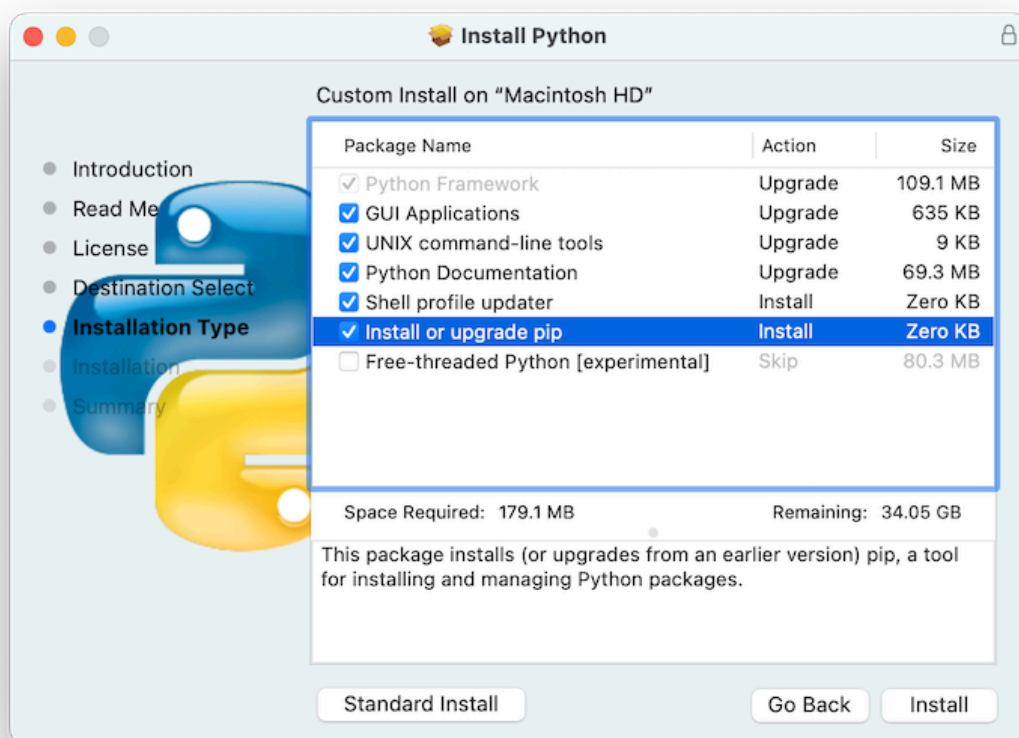 Install Python
Custom Install on “Macintosh HD”
Introduction
Read Me
License
Destination Select
Installation Type
Installation
Summary
Package Name Action Size
Python Framework Upgrade 109.1 MB
GUI Applications Upgrade 635 KB
UNIX command-line tools Upgrade 9 KB
Python Documentation Upgrade 69.3 MB
Shell profile updater Install Zero KB
Install or upgrade pip Install Zero KB
Free-threaded Python [experimental] Skip 80.3 MB
Space Required: 179.1 MB Remaining: 34.05 GB
This package installs (or upgrades from an earlier version) pip, a tool
for installing and managing Python packages.
Standard Install Go Back Install